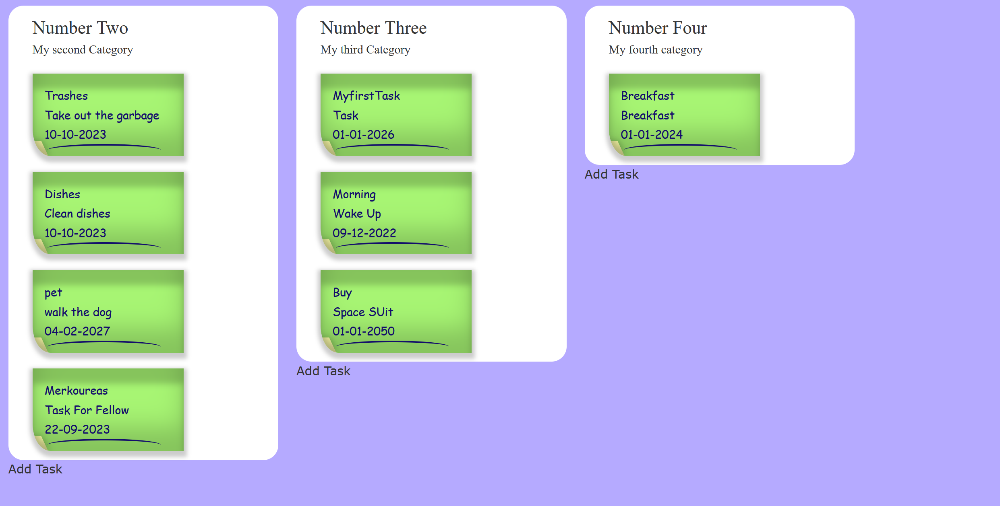 Number Two
My second Category
Trashes
Take out the garbage
10-10-2023
Dishes
Clean dishes
10-10-2023
pet
walk the dog
04-02-2027
Merkoureas
Task For Fellow
22-09-2023
Add Task
Number Three
My third Category
MyfirstTask
Task
01-01-2026
Morning
Wake Up
09-12-2022
Buy
Space SUit
01-01-2050
Add Task
Number Four
My fourth category
Breakfast
Breakfast
01-01-2024
Add Task